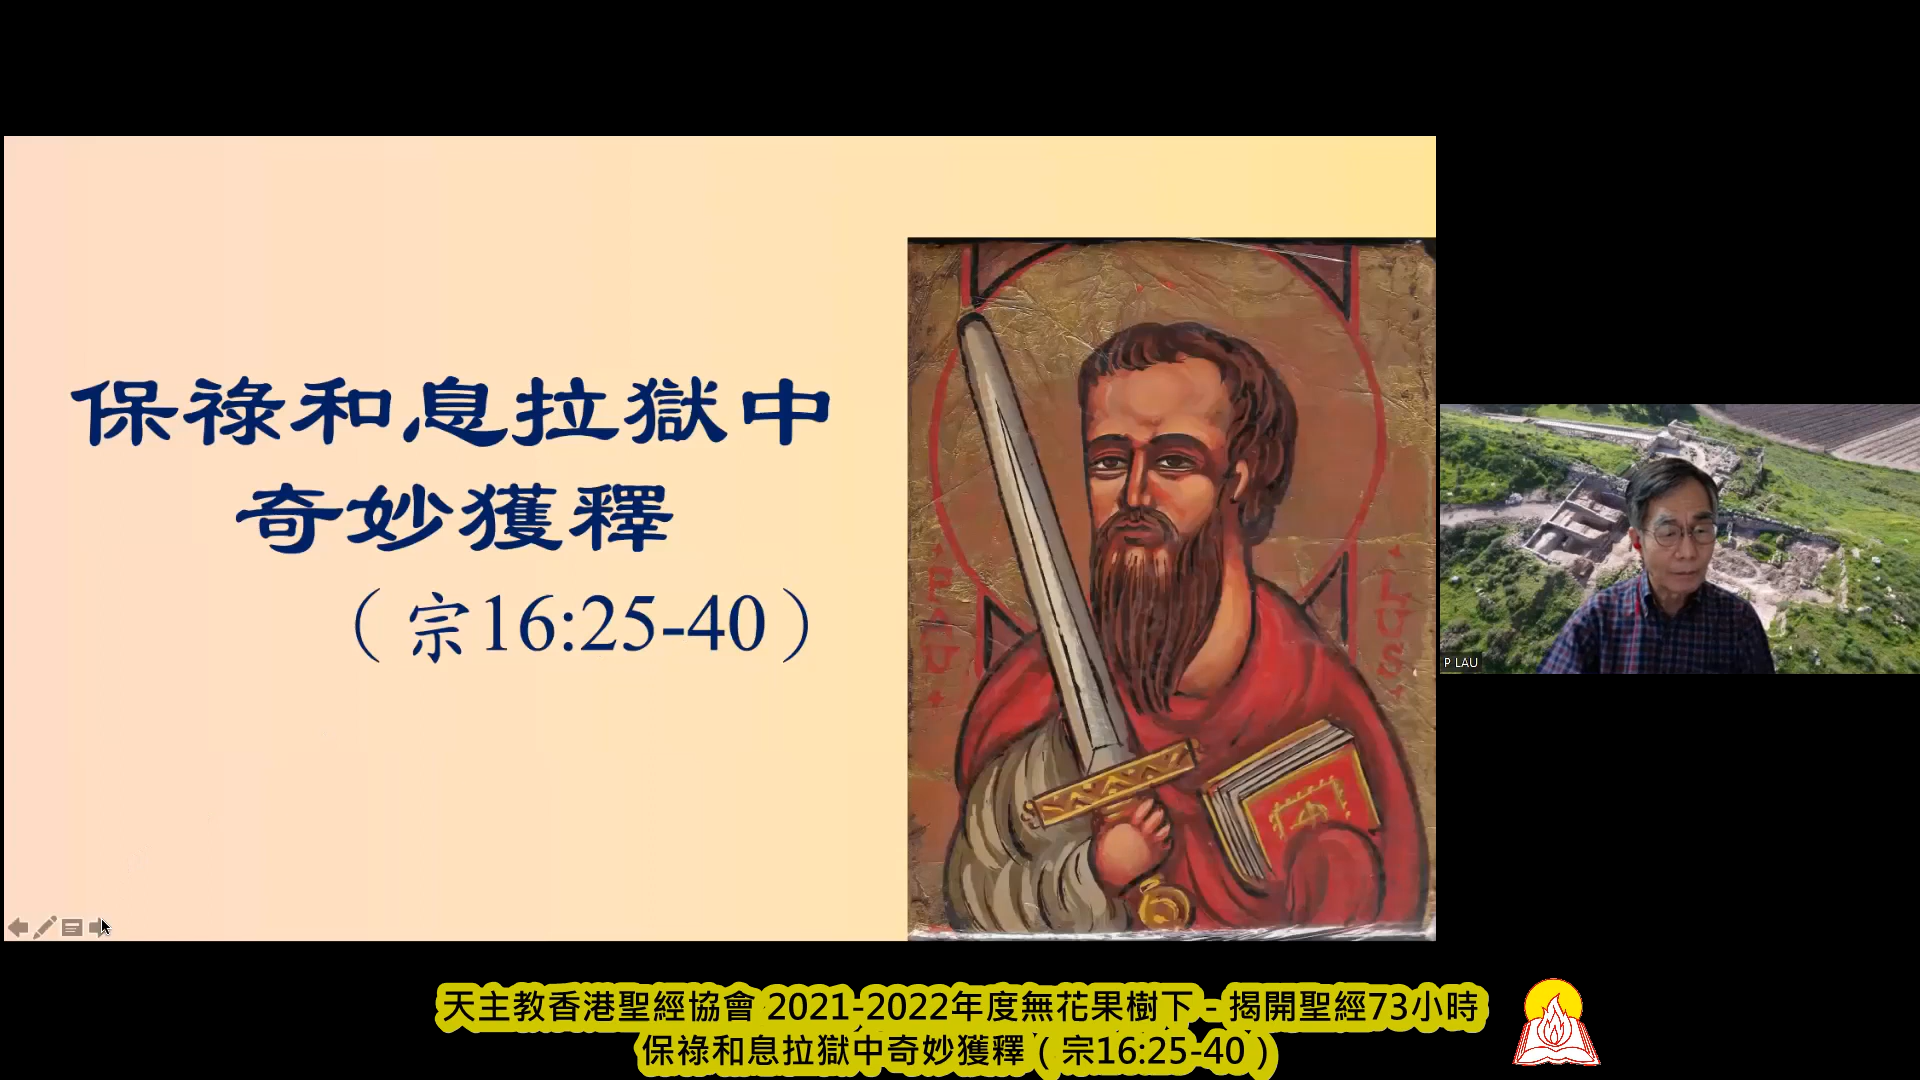 保祿和息拉獄中
奇妙獲釋
（宗16:25-40）
PAU
LUS
P LAU
天主教香港聖經協會 2021-2022年度無花果樹下 - 揭開聖經73小時
保祿和息拉獄中奇妙獲釋（宗16:25-40）